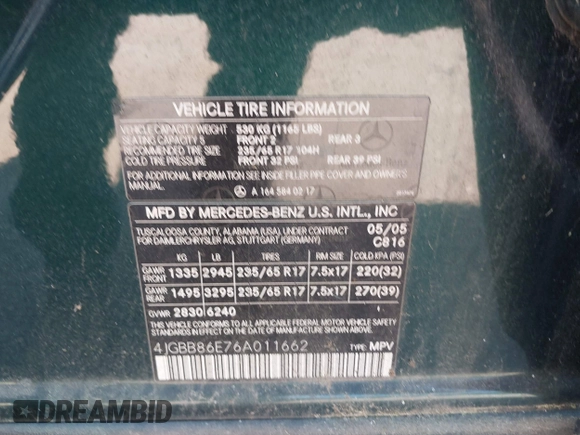 VEHICLE TIRE INFORMATION
VEHICLE CAPACITY WEIGHT 530 KG (1165 LBS)
SEATING CAPACITY 5 FRONT 2 REAR 3
RECOMMENDED TIRE SIZE 235/65 R17 104H
COLD TIRE PRESSURE FRONT 32 PSI REAR 39 PSI
FOR ADDITIONAL INFORMATION SEE INSIDE FILLER PIPE COVER AND OWNERS
MANUAL.
A 164 584 02 17
MFD BY MERCEDES-BENZ U.S. INTL., INC
TUSCALOOSA COUNTY, ALABAMA (USA) UNDER CONTRACT 05/05
FOR DAIMLERCHRYSLER AG, STUTTGART (GERMANY) C816
KG LB TIRES RIM SIZE COLD KPA (PSI)
GAWR FRONT 1335 2945 235/65 R17 7.5x17 220(32)
GAWR REAR 1495 3295 235/65 R17 7.5x17 270(39)
GVWR 2830 6240
THIS VEHICLE CONFORMS TO ALL APPLICABLE FEDERAL MOTOR
VEHICLE SAFETY STANDARDS IN EFFECT ON THE DATE OF
MANUFACTURE SHOWN ABOVE.
4JGBB86E76A011662 TYPE: MPV
DREAMBID